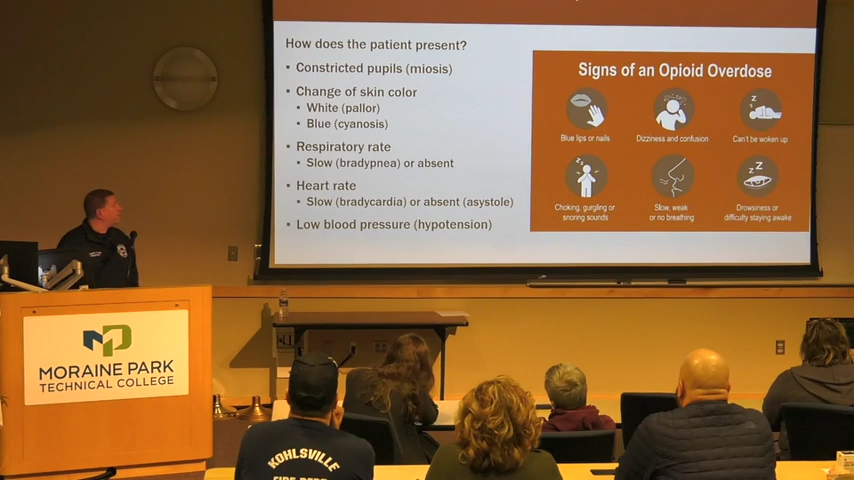 How does the patient present?
• Constricted pupils (miosis)
• Change of skin color
• White (pallor)
• Blue (cyanosis)
• Respiratory rate
• Slow (bradypnea) or absent
• Heart rate
• Slow (bradycardia) or absent (asystole)
• Low blood pressure (hypotension)
Signs of an Opioid Overdose
Blue lips or nails
Dizziness and confusion
Can't be woken up
Choking, gurgling or
snoring sounds
Slow, weak
or no breathing
Drowsiness or
difficulty staying awake
MORAINE PARK
TECHNICAL COLLEGE
KOHLSVILLE
FIRE DEPT